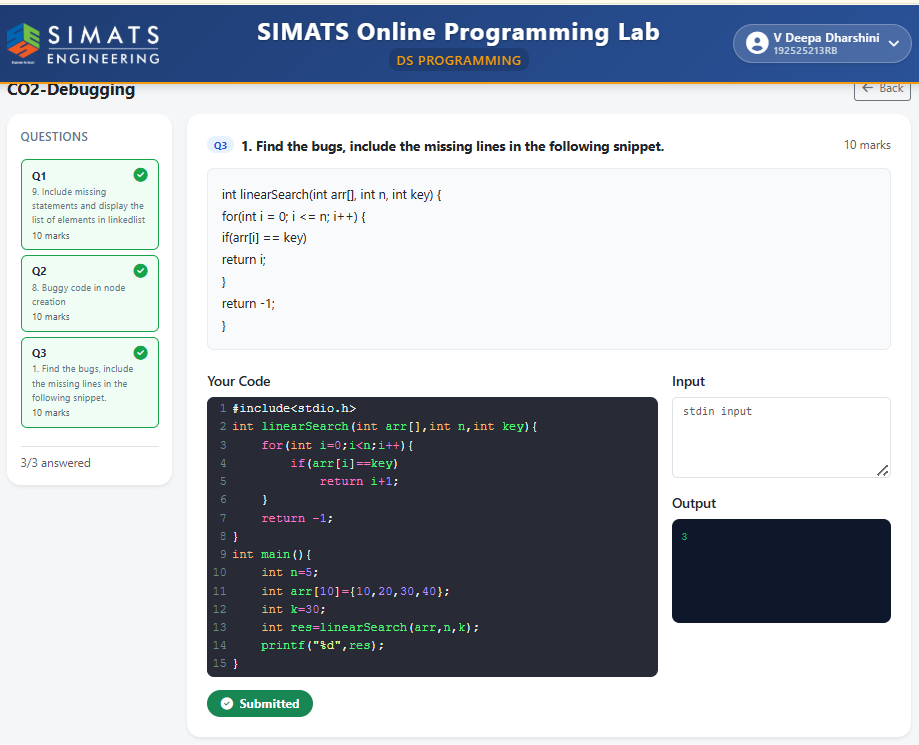 SIMATS
ENGINEERING
SIMATS Online Programming Lab
DS PROGRAMMING
V Deepa Dharshini
192525213RB
CO2-Debugging
← Back
QUESTIONS
Q1
9. Include missing
statements and display the
list of elements in linkedlist
10 marks
Q2
8. Buggy code in node
creation
10 marks
Q3
1. Find the bugs, include
the missing lines in the
following snippet.
10 marks
3/3 answered
Q3 1. Find the bugs, include the missing lines in the following snippet. 10 marks
int linearSearch(int arr[], int n, int key) {
for(int i = 0; i <= n; i++) {
if(arr[i] == key)
return i;
}
return -1;
}
Your Code
1 #include<stdio.h>
2 int linearSearch(int arr[],int n,int key){
3     for(int i=0;i<n;i++){
4         if(arr[i]==key)
5             return i+1;
6     }
7     return -1;
8 }
9 int main(){
10     int n=5;
11     int arr[10]={10,20,30,40};
12     int k=30;
13     int res=linearSearch(arr,n,k);
14     printf("%d",res);
15 }
Submitted
Input
stdin input
Output
3